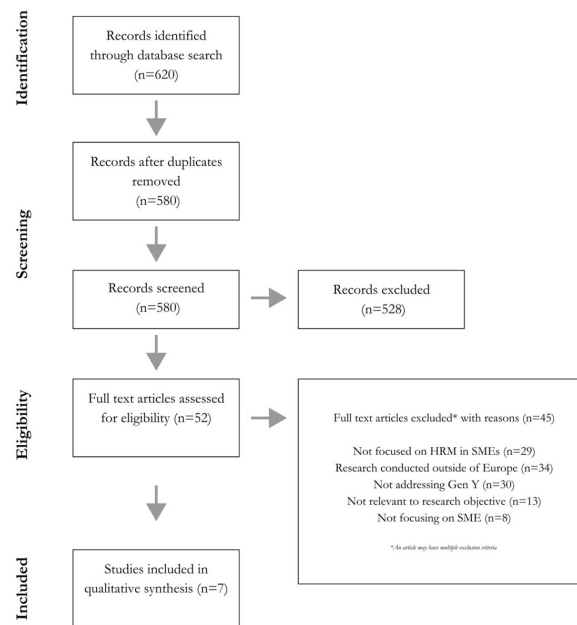 Identification
Records identified
through database search
(n=620)
Screening
Records after duplicates
removed
(n=580)
Records screened
(n=580)
Records excluded
(n=528)
Eligibility
Full text articles assessed
for eligibility (n=52)
Full text articles excluded* with reasons (n=45)
Not focused on HRM in SMEs (n=29)
Research conducted outside of Europe (n=34)
Not addressing Gen Y (n=30)
Not relevant to research objective (n=13)
Not focusing on SME (n=8)
*An article may have multiple exclusion criteria
Included
Studies included in
qualitative synthesis (n=7)